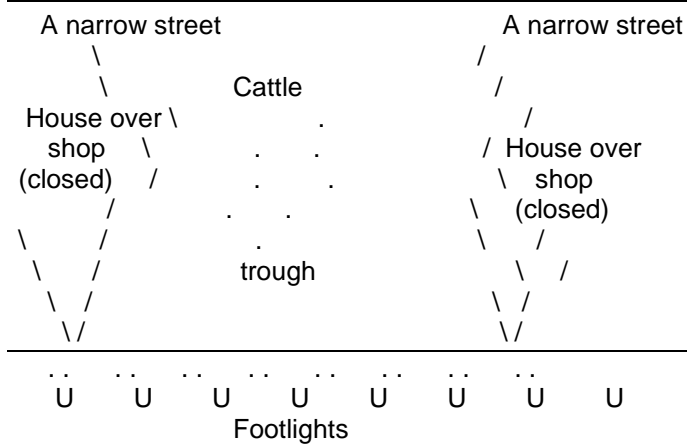 A narrow street A narrow street
\ /
\ Cattle /
House over \ . /
shop \ . . / House over
(closed) / . . \ shop
/ . . \ (closed)
\ / . \ /
\ / trough \ /
\ / \ /
\/ \/
. . . . . . . . . . . . . . . .
U U U U U U U U
Footlights